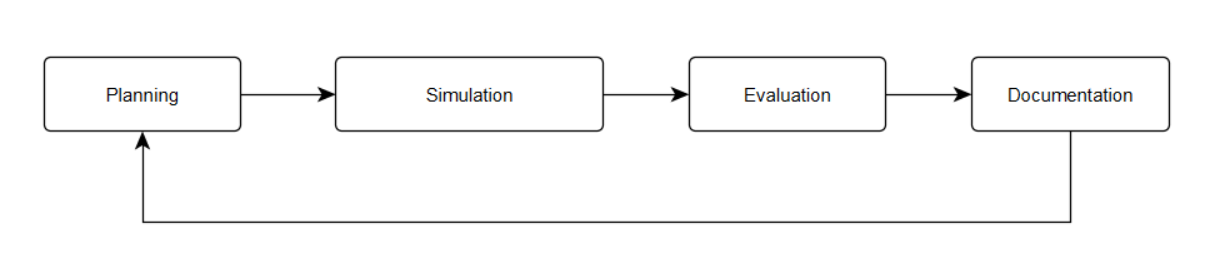 Planning
Simulation
Evaluation
Documentation